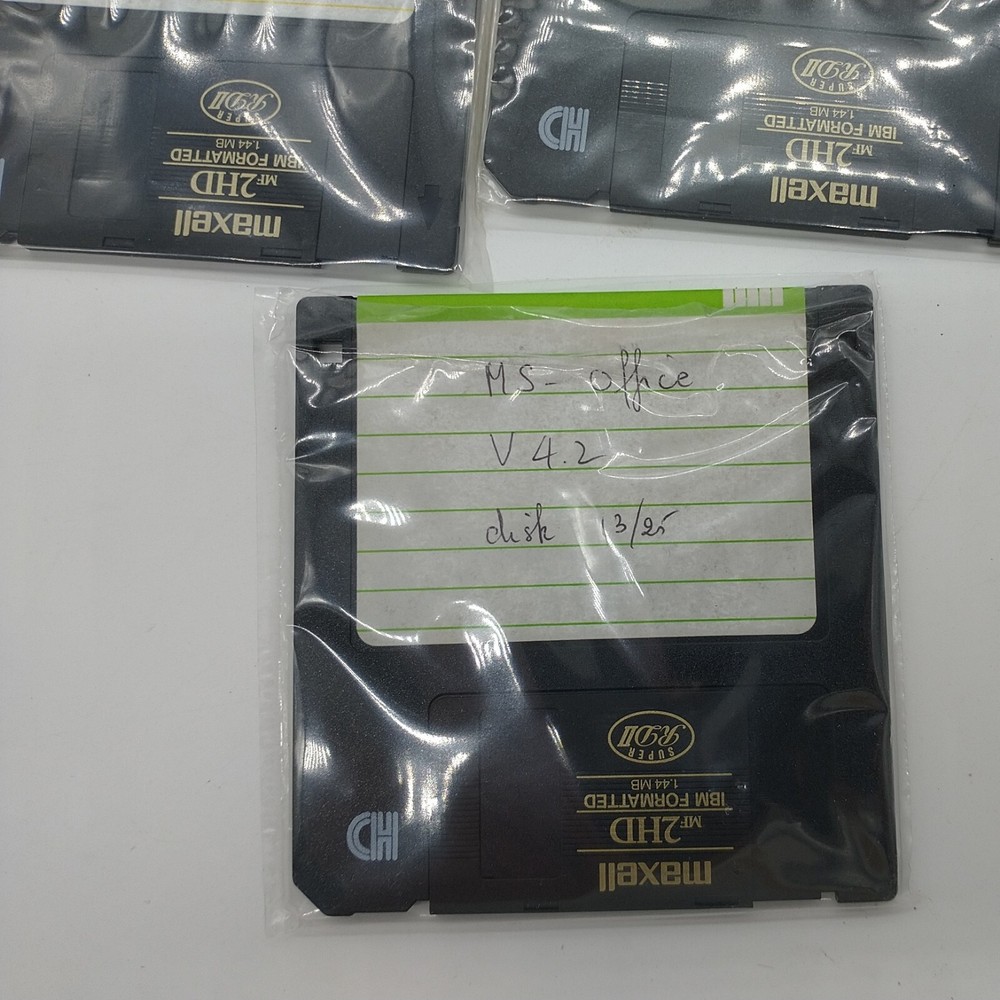 SUPER RD II
1.44 MB
IBM FORMATTED
MF 2HD
maxell
HD
SUPER RD II
1.44 MB
IBM FORMATTED
MF 2HD
maxell
MS- Office
V 4.2
disk 13/25
HD
SUPER RD II
1.44 MB
IBM FORMATTED
MF 2HD
maxell